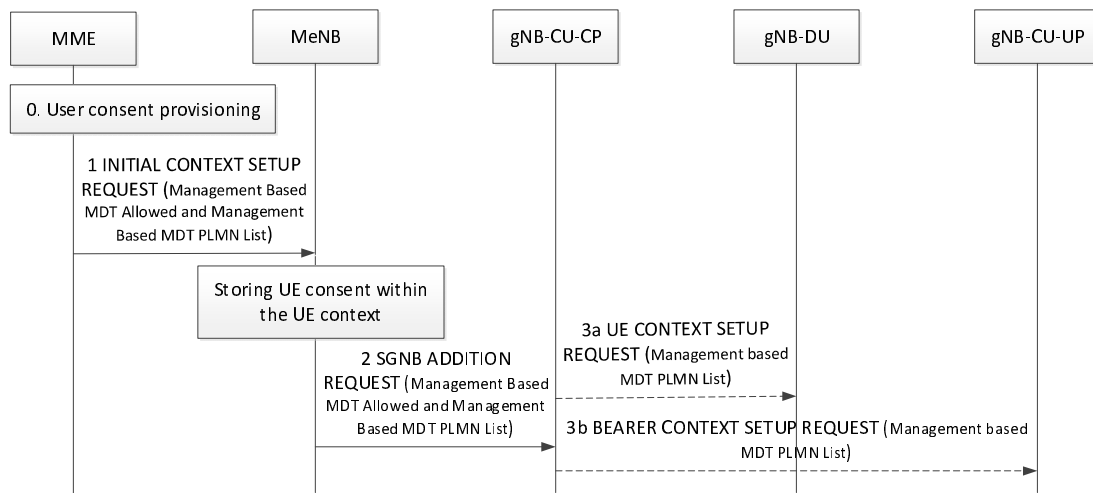 MME
MeNB
gNB-CU-CP
gNB-DU
gNB-CU-UP
0. User consent provisioning
1 INITIAL CONTEXT SETUP
REQUEST (Management Based
MDT Allowed and Management
Based MDT PLMN List)
Storing UE consent within
the UE context
2 SGNB ADDITION
REQUEST (Management Based
MDT Allowed and Management
Based MDT PLMN List)
3a UE CONTEXT SETUP
REQUEST (Management based
MDT PLMN List)
3b BEARER CONTEXT SETUP REQUEST (Management based
MDT PLMN List)